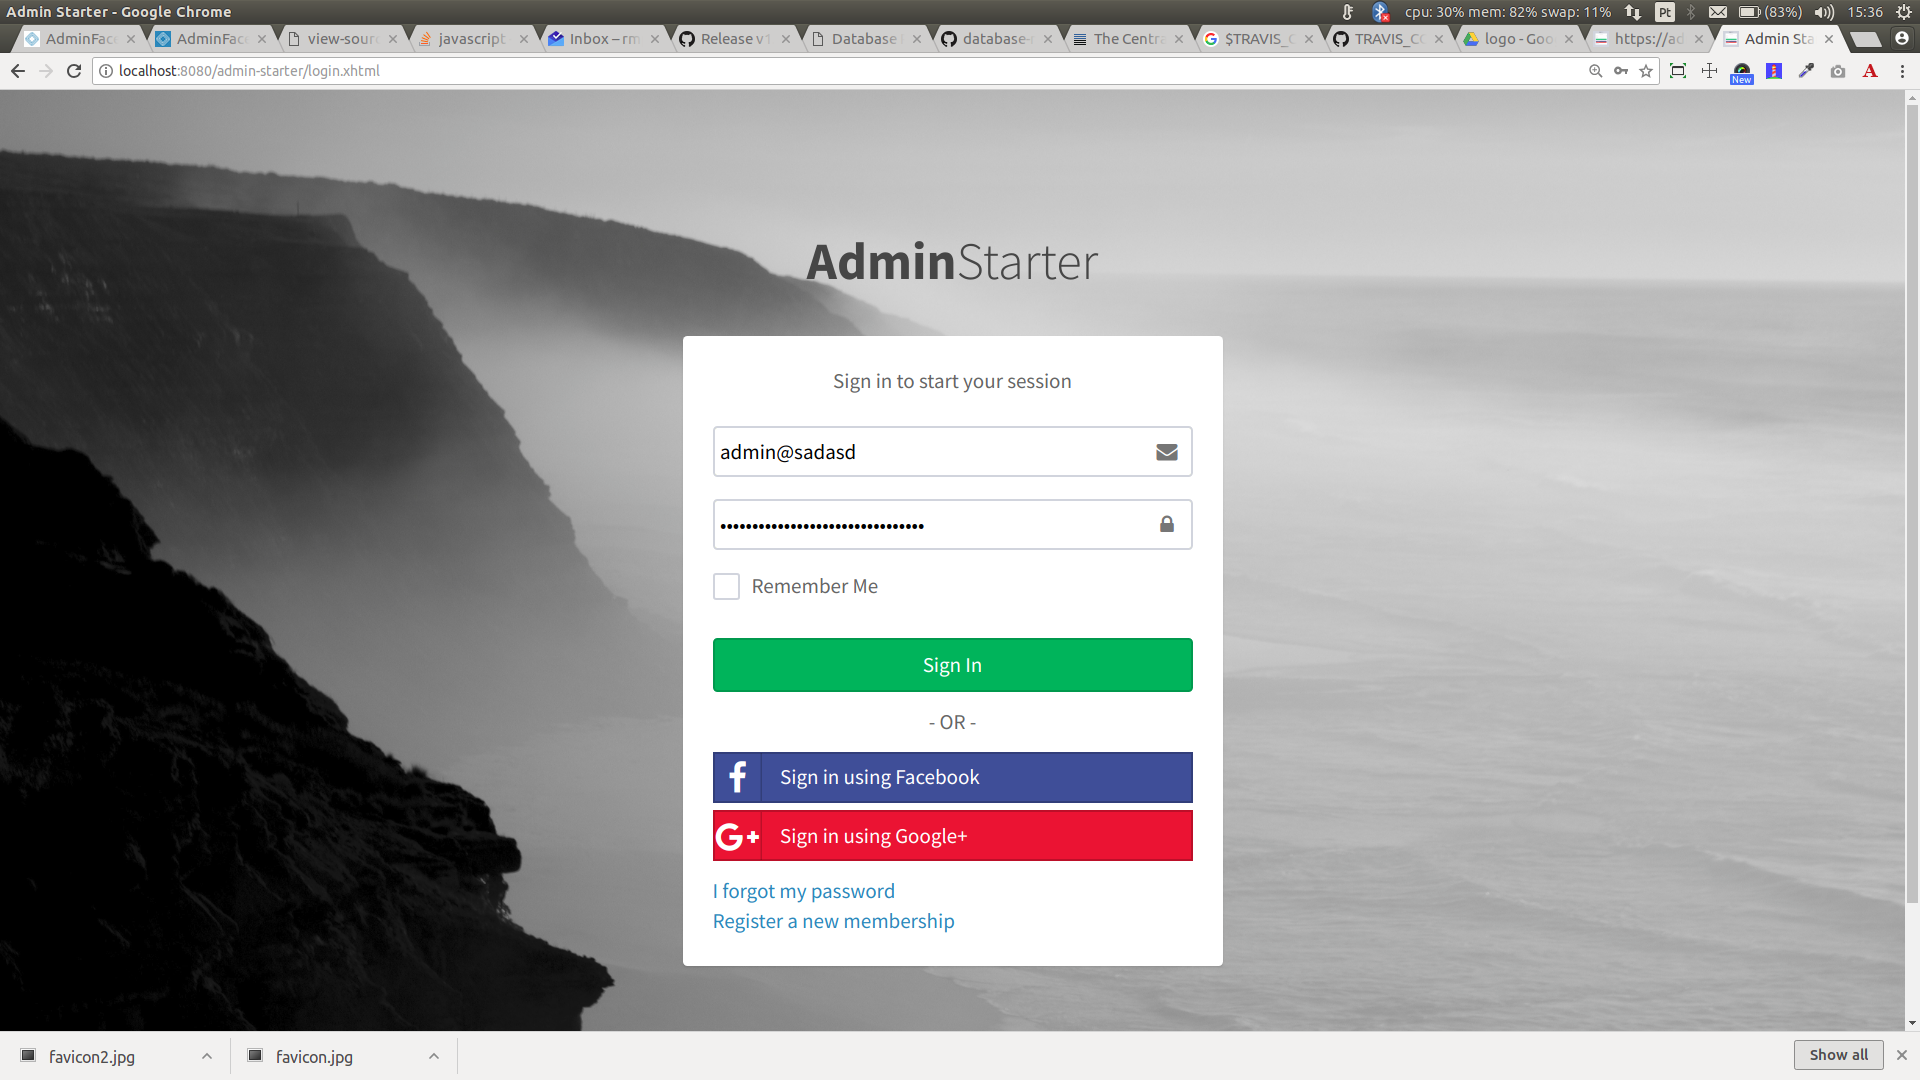 Admin Starter - Google Chrome
cpu: 30% mem: 82% swap: 11%
Pt
(83%)
15:36
AdminFac
AdminFac
view-sour
javascript
Inbox – rm
Release v1
Database
database-
The Centra
$TRAVIS_C
TRAVIS_CO
logo - Goo
https://ad
Admin Sta
localhost:8080/admin-starter/login.xhtml
New
A
AdminStarter
Sign in to start your session
admin@sadasd
Remember Me
Sign In
- OR -
Sign in using Facebook
G+ Sign in using Google+
I forgot my password
Register a new membership
favicon2.jpg
favicon.jpg
Show all